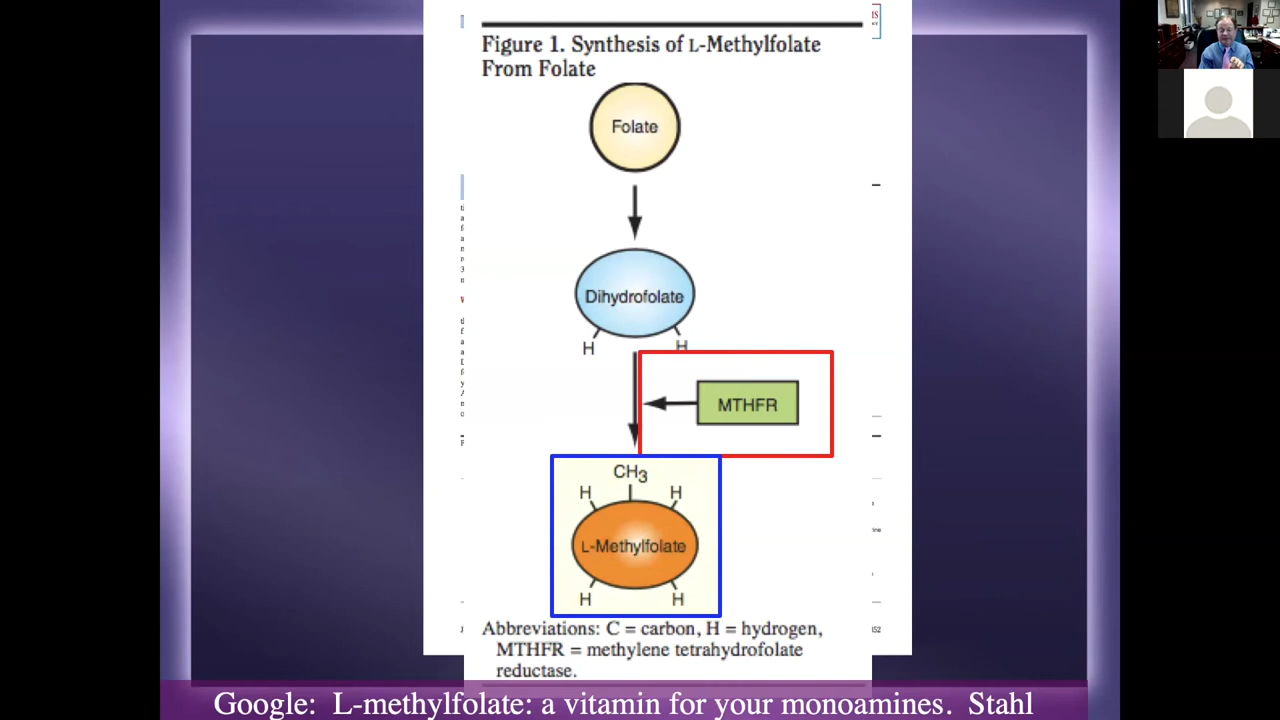 Figure 1. Synthesis of L-Methylfolate
From Folate
Folate
Dihydrofolate
H H
MTHFR
CH3
H H
L-Methylfolate
H H
Abbreviations: C = carbon, H = hydrogen,
MTHFR = methylene tetrahydrofolate
reductase.
Google: L-methylfolate: a vitamin for your monoamines. Stahl